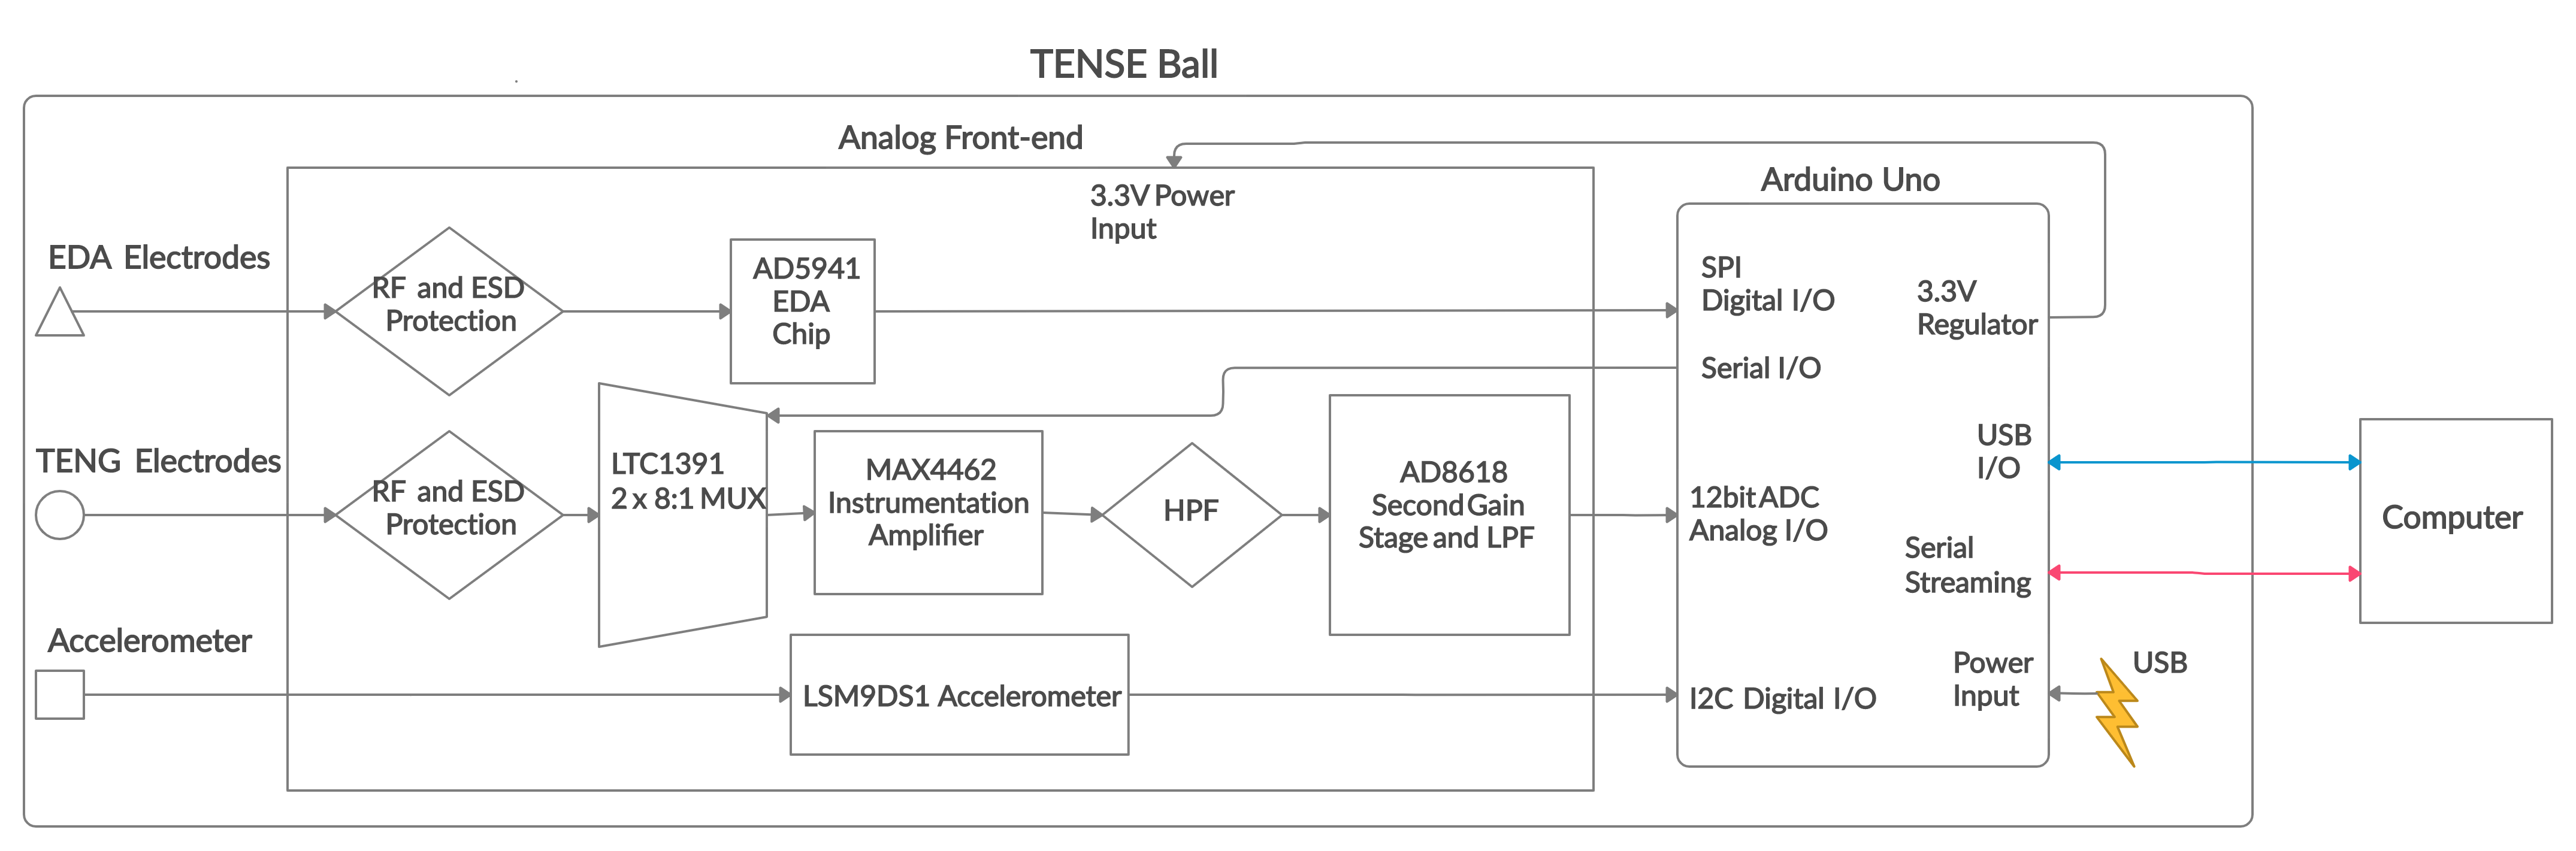 TENSE Ball
Analog Front-end
3.3V Power
Input
Arduino Uno
EDA Electrodes
RF and ESD
Protection
AD5941
EDA
Chip
SPI
Digital I/O
3.3V
Regulator
Serial I/O
TENG Electrodes
RF and ESD
Protection
LTC1391
2 x 8:1 MUX
MAX4462
Instrumentation
Amplifier
HPF
AD8618
Second Gain
Stage and LPF
12bit ADC
Analog I/O
USB
I/O
Serial
Streaming
Computer
Accelerometer
LSM9DS1 Accelerometer
I2C Digital I/O
Power
Input
USB